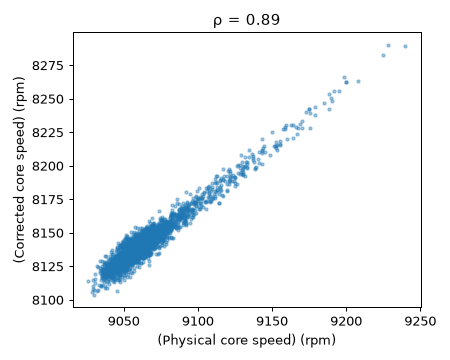 ρ = 0.89
(Corrected core speed) (rpm)
8275
8250
8225
8200
8175
8150
8125
8100
9050 9100 9150 9200 9250
(Physical core speed) (rpm)